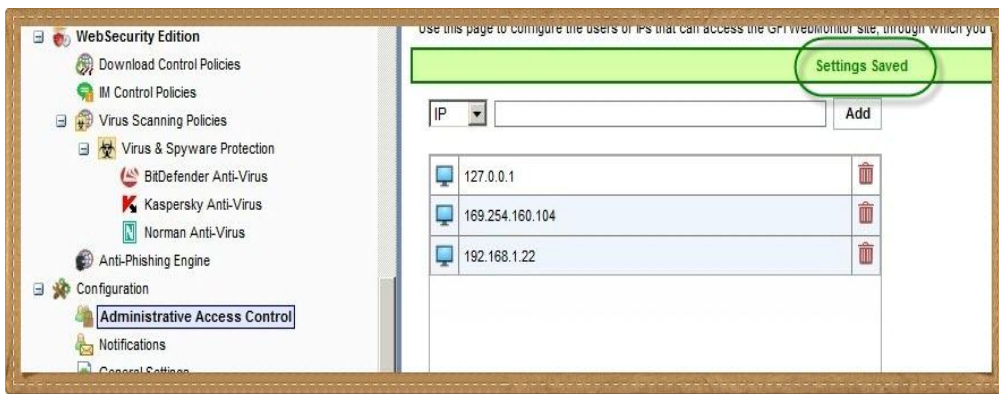 WebSecurity Edition
Download Control Policies
IM Control Policies
Virus Scanning Policies
Virus & Spyware Protection
BitDefender Anti-Virus
Kaspersky Anti-Virus
Norman Anti-Virus
Anti-Phishing Engine
Configuration
Administrative Access Control
Notifications
General Settings
Use this page to configure the users or IPs that can access the GFI WebMonitor site, through which you
Settings Saved
IP
Add
127.0.0.1
169.254.160.104
192.168.1.22